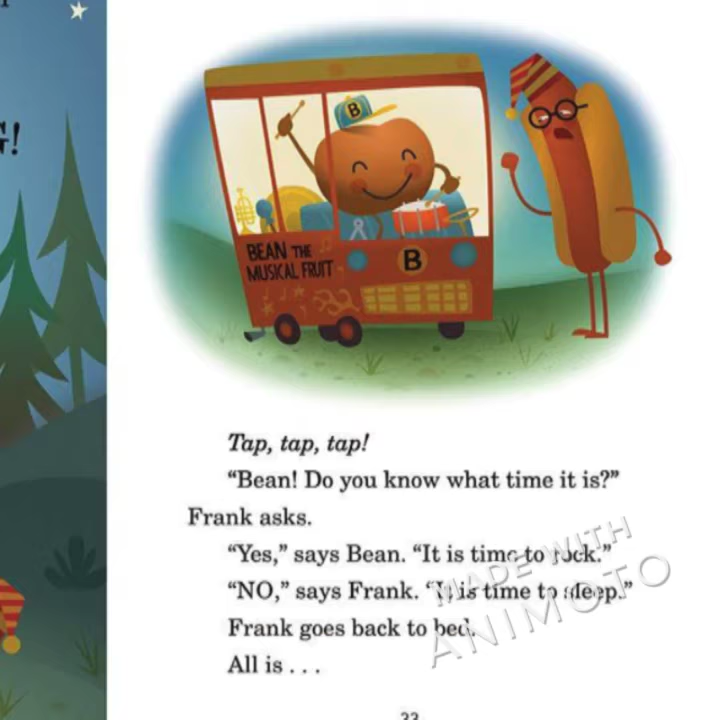 G!
B
BEAN THE
MUSICAL FRUIT
B
Tap, tap, tap!
“Bean! Do you know what time it is?”
Frank asks.
“Yes,” says Bean. “It is time to rock.”
“NO,” says Frank. “It is time to sleep.”
Frank goes back to bed.
All is . . .
MADE WITH
ANIMOTO
33